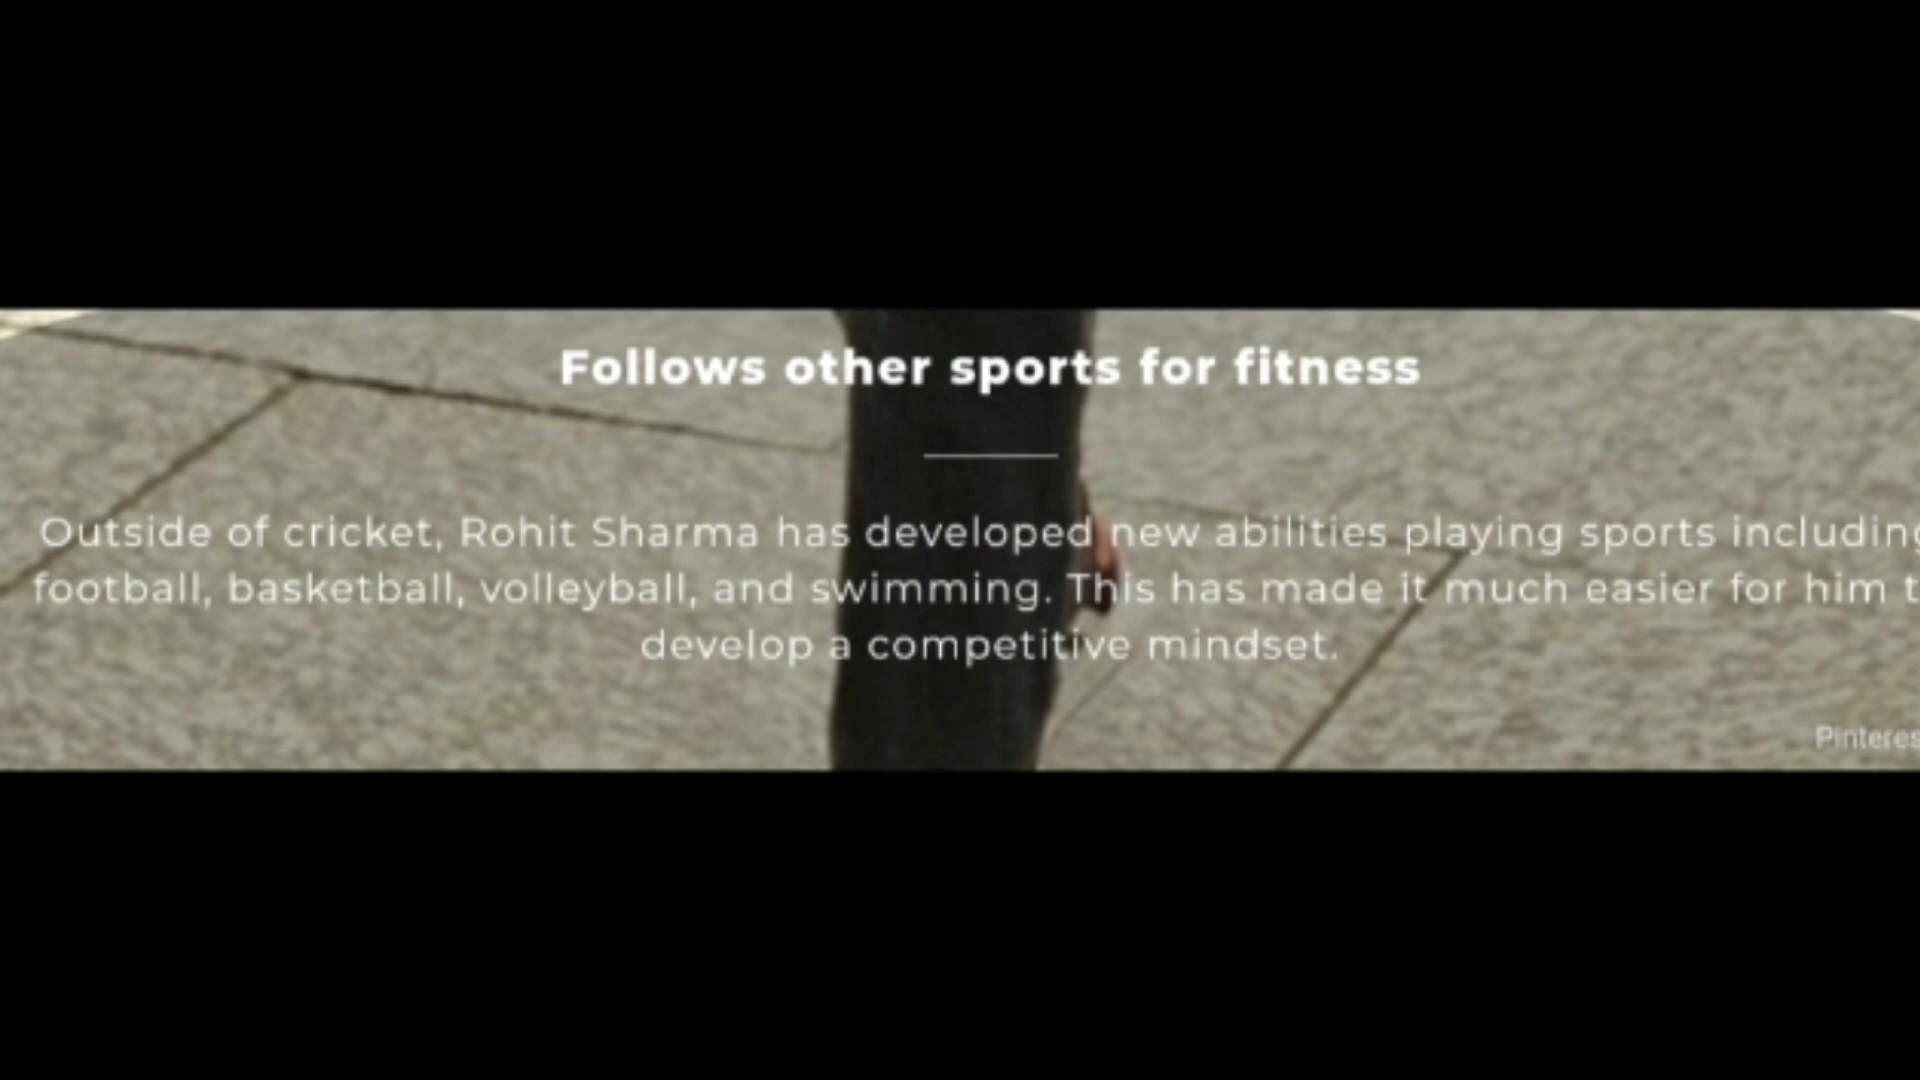 Follows other sports for fitness
Outside of cricket, Rohit Sharma has developed new abilities playing sports including
football, basketball, volleyball, and swimming. This has made it much easier for him t
develop a competitive mindset.
Pinteres